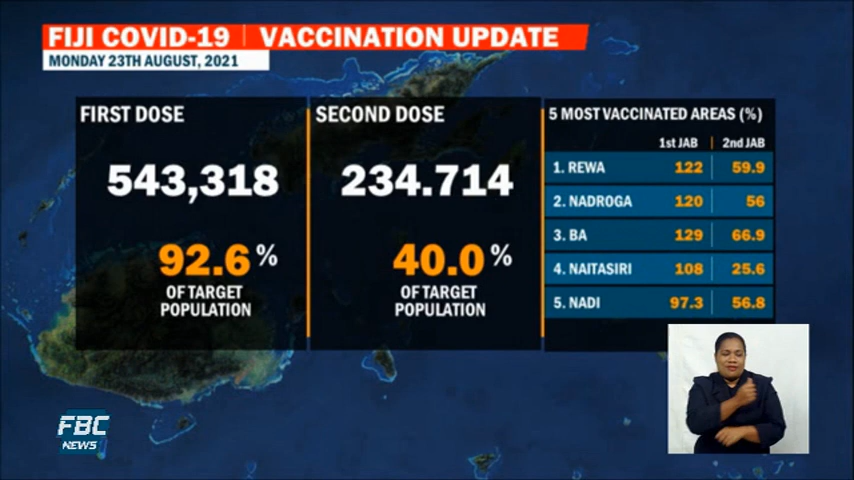 FIJI COVID-19 | VACCINATION UPDATE
MONDAY 23TH AUGUST, 2021
FIRST DOSE
543,318
92.6%
OF TARGET
POPULATION
SECOND DOSE
234.714
40.0%
OF TARGET
POPULATION
5 MOST VACCINATED AREAS (%)
1st JAB | 2nd JAB
1. REWA 122 59.9
2. NADROGA 120 56
3. BA 129 66.9
4. NAITASIRI 108 25.6
5. NADI 97.3 56.8
FBC
NEWS